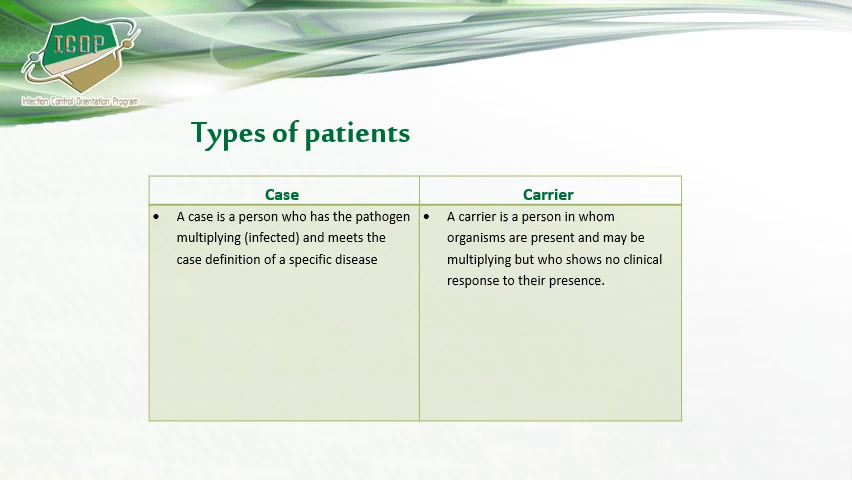 ICOP
Infection Control Orientation Program
Types of patients
Case
• A case is a person who has the pathogen
multiplying (infected) and meets the
case definition of a specific disease
Carrier
• A carrier is a person in whom
organisms are present and may be
multiplying but who shows no clinical
response to their presence.